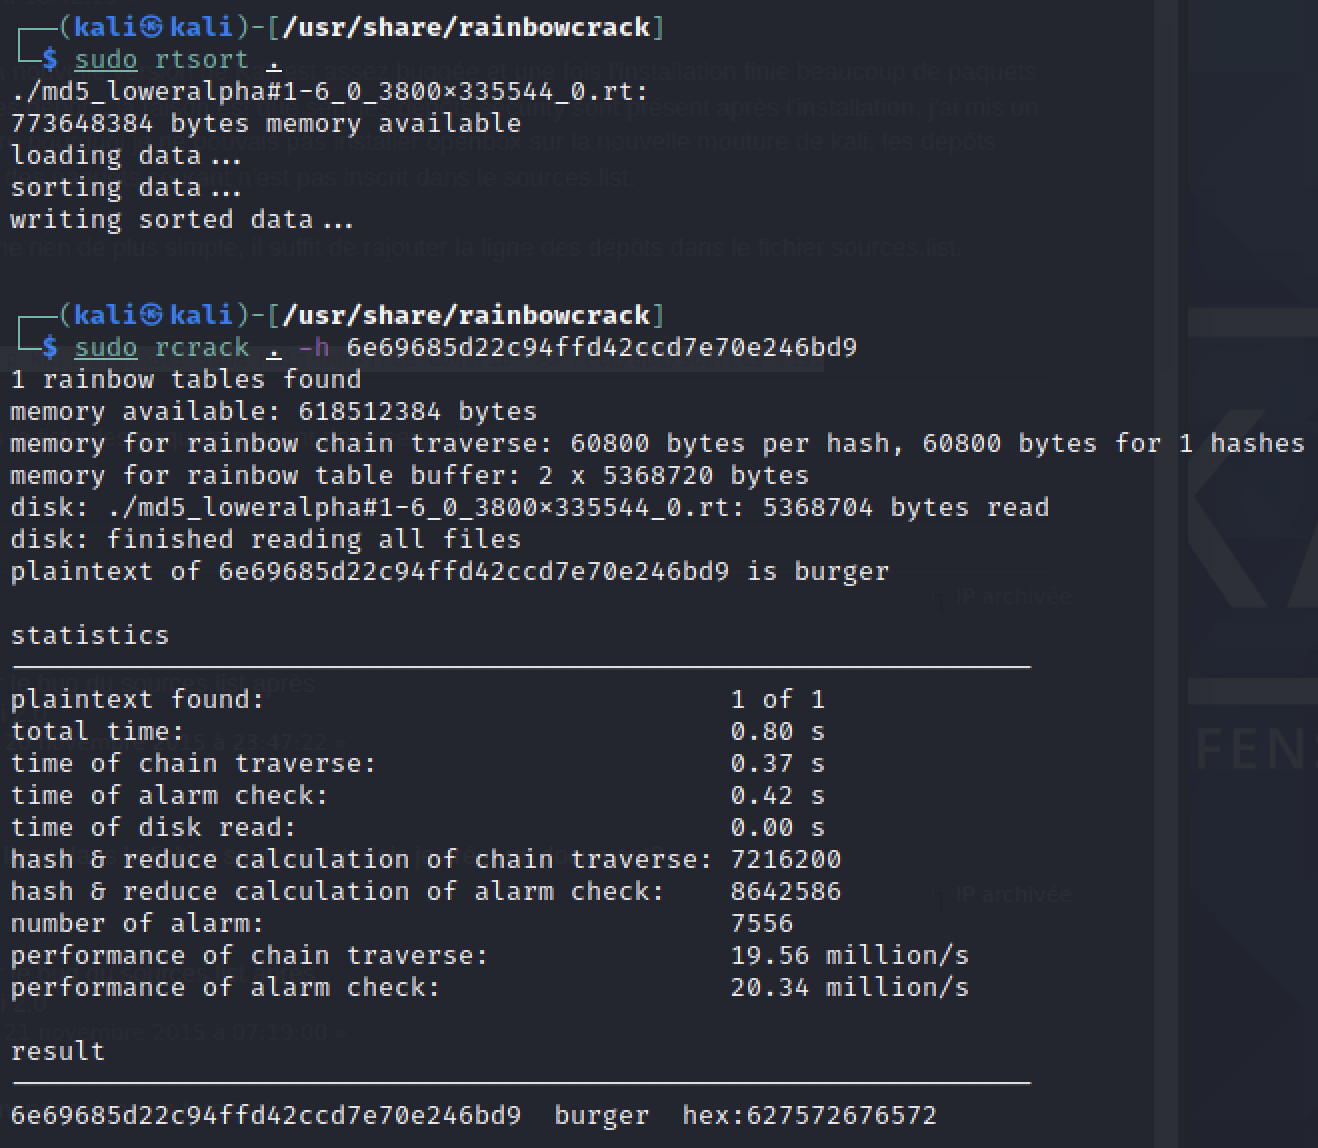 ┌──(kali㉿kali)-[/usr/share/rainbowcrack]
└─$ sudo rtsort .
./md5_loweralpha#1-6_0_3800×335544_0.rt:
773648384 bytes memory available
loading data...
sorting data...
writing sorted data...
┌──(kali㉿kali)-[/usr/share/rainbowcrack]
└─$ sudo rcrack . -h 6e69685d22c94ffd42ccd7e70e246bd9
1 rainbow tables found
memory available: 618512384 bytes
memory for rainbow chain traverse: 60800 bytes per hash, 60800 bytes for 1 hashes
memory for rainbow table buffer: 2 x 5368720 bytes
disk: ./md5_loweralpha#1-6_0_3800×335544_0.rt: 5368704 bytes read
disk: finished reading all files
plaintext of 6e69685d22c94ffd42ccd7e70e246bd9 is burger
statistics
plaintext found: 1 of 1
total time: 0.80 s
time of chain traverse: 0.37 s
time of alarm check: 0.42 s
time of disk read: 0.00 s
hash & reduce calculation of chain traverse: 7216200
hash & reduce calculation of alarm check: 8642586
number of alarm: 7556
performance of chain traverse: 19.56 million/s
performance of alarm check: 20.34 million/s
result
6e69685d22c94ffd42ccd7e70e246bd9 burger hex:627572676572
IP archivée
IP archivée